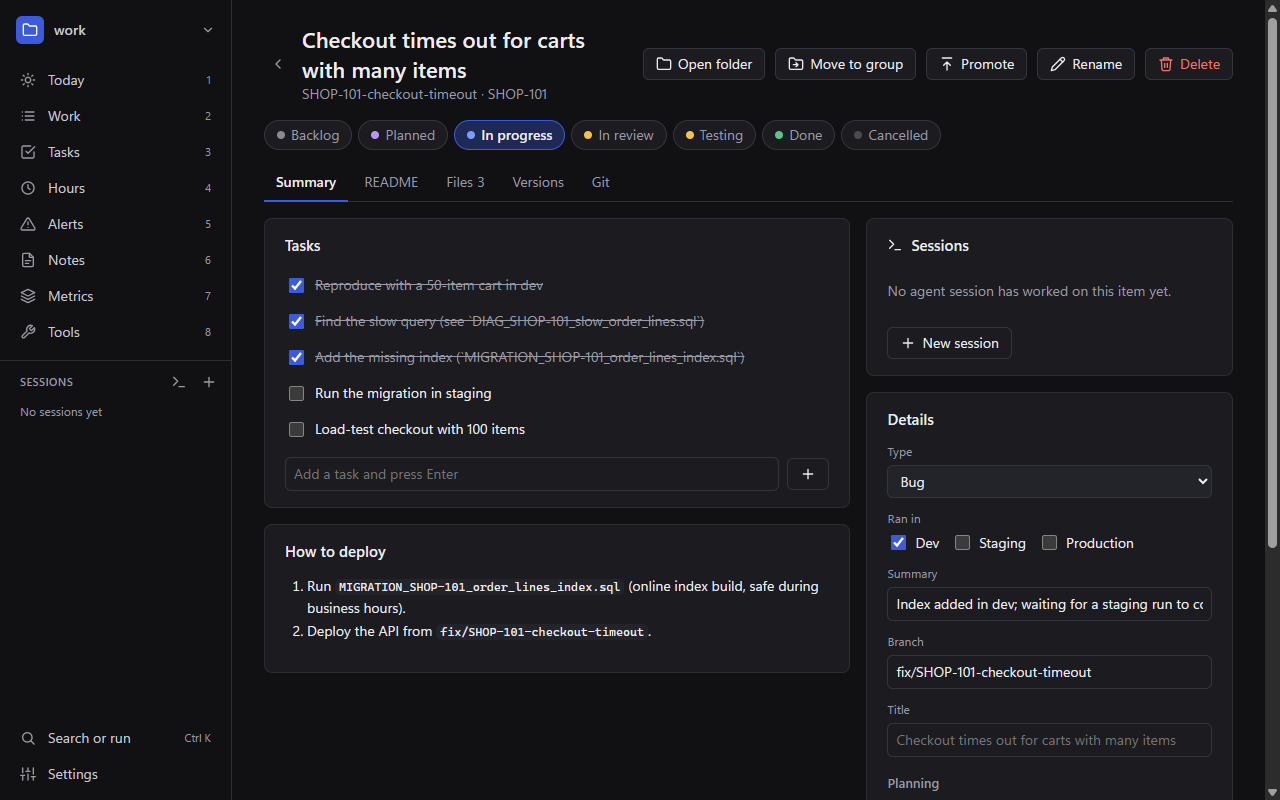 work
Today 1
Work 2
Tasks 3
Hours 4
Alerts 5
Notes 6
Metrics 7
Tools 8
SESSIONS
No sessions yet
Search or run Ctrl K
Settings
Checkout times out for carts
with many items
SHOP-101-checkout-timeout · SHOP-101
Open folder
Move to group
Promote
Rename
Delete
Backlog
Planned
In progress
In review
Testing
Done
Cancelled
Summary
README
Files 3
Versions
Git
Tasks
Reproduce with a 50-item cart in dev
Find the slow query (see `DIAG_SHOP-101_slow_order_lines.sql`)
Add the missing index (`MIGRATION_SHOP-101_order_lines_index.sql`)
Run the migration in staging
Load-test checkout with 100 items
Add a task and press Enter
How to deploy
1. Run MIGRATION_SHOP-101_order_lines_index.sql (online index build, safe during
business hours).
2. Deploy the API from fix/SHOP-101-checkout-timeout.
Sessions
No agent session has worked on this item yet.
New session
Details
Type
Bug
Ran in
Dev Staging Production
Summary
Index added in dev; waiting for a staging run to
Branch
fix/SHOP-101-checkout-timeout
Title
Checkout times out for carts with many items
Planning